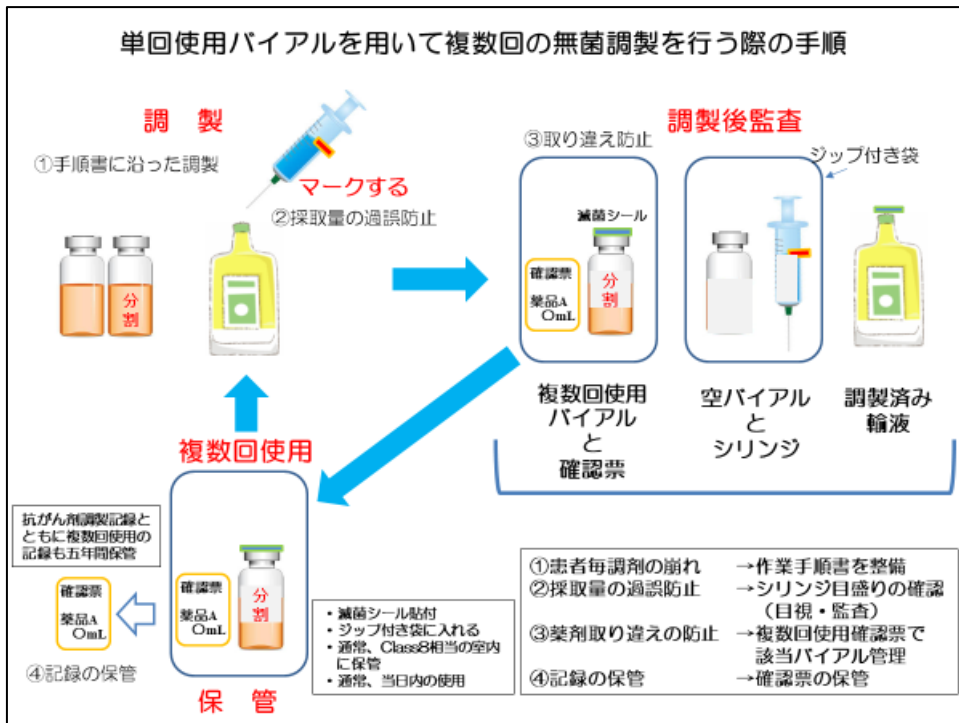 単回使用バイアルを用いて複数回の無菌調製を行う際の手順
調 製
①手順書に沿った調製
マークする
②採取量の過誤防止
分
割
③取り違え防止
調製後監査
ジップ付き袋
滅菌シール
確認票
薬品A
〇mL
分
割
複数回使用
バイアル
と
確認票
空バイアル
と
シリンジ
調製済み
輸液
複数回使用
抗がん剤調製記録と
ともに複数回使用の
記録も五年間保管
確認票
薬品A
〇mL
④記録の保管
確認票
薬品A
〇mL
分
割
保 管
・滅菌シール貼付
・ジップ付き袋に入れる
・通常、Class8相当の室内
に保管
・通常、当日内の使用
①患者毎調剤の崩れ →作業手順書を整備
②採取量の過誤防止 →シリンジ目盛りの確認
（目視・監査）
③薬剤取り違えの防止 →複数回使用確認票で
該当バイアル管理
④記録の保管 →確認票の保管